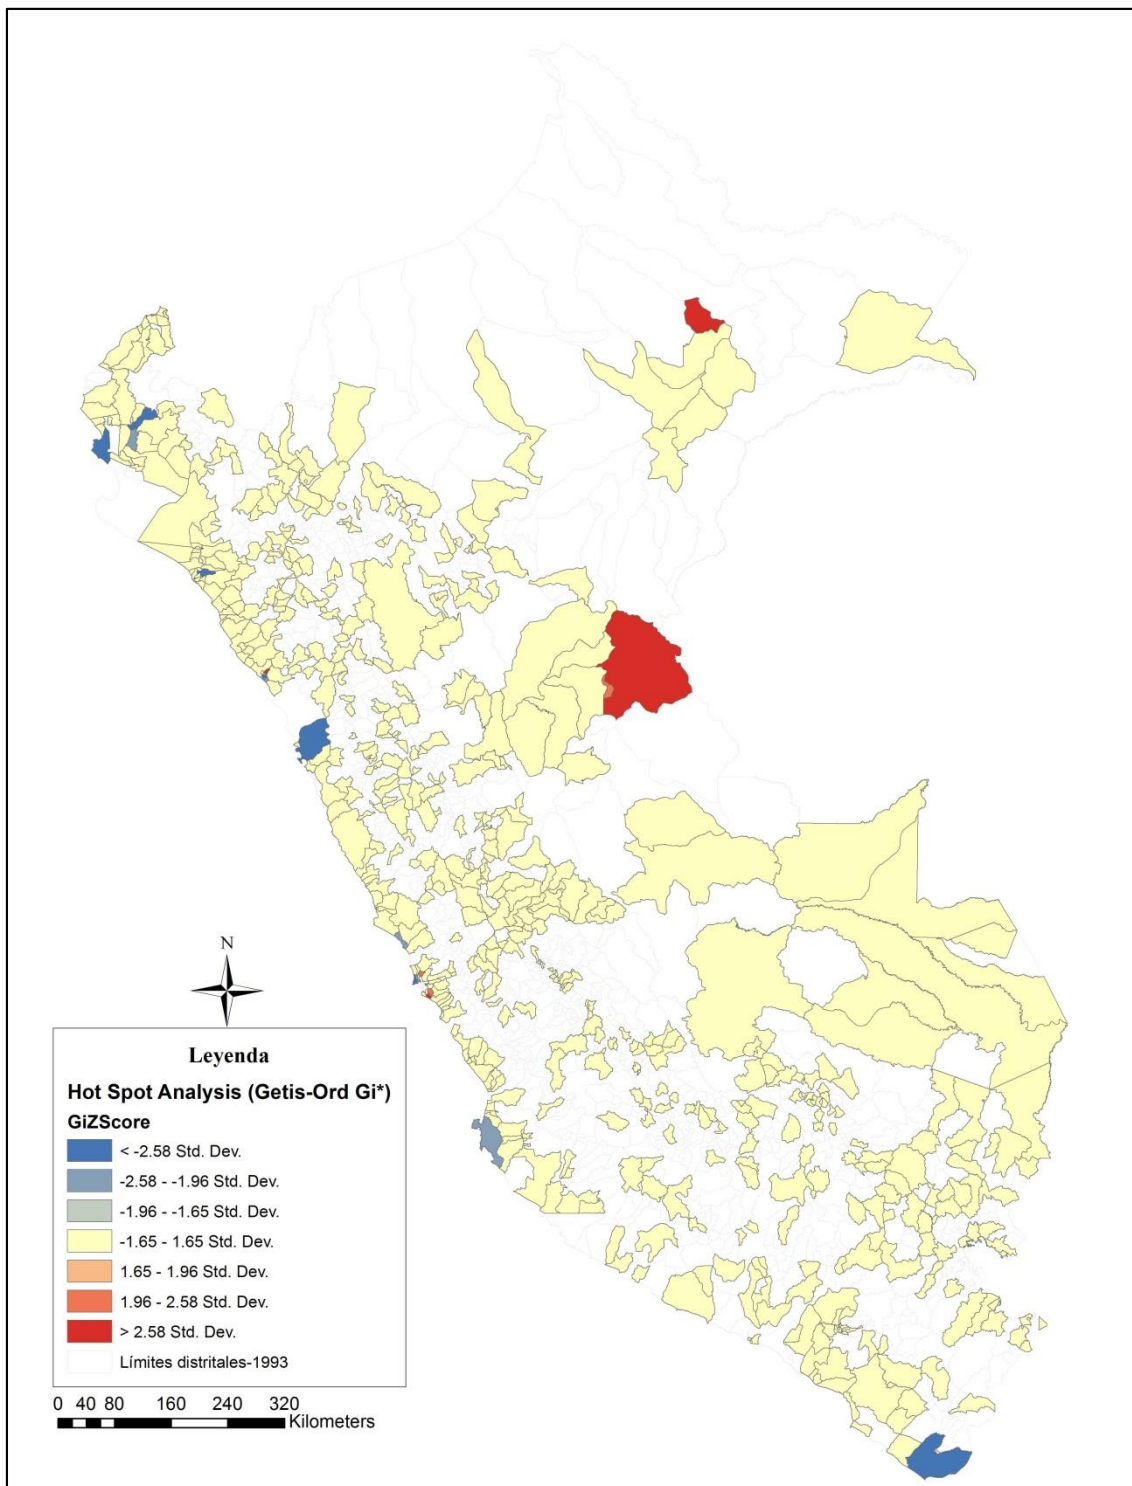 N
Leyenda
Hot Spot Analysis (Getis-Ord Gi*)
GiZScore
< -2.58 Std. Dev.
-2.58 - -1.96 Std. Dev.
-1.96 - -1.65 Std. Dev.
-1.65 - 1.65 Std. Dev.
1.65 - 1.96 Std. Dev.
1.96 - 2.58 Std. Dev.
> 2.58 Std. Dev.
Límites distritales-1993
0 40 80 160 240 320
Kilometers